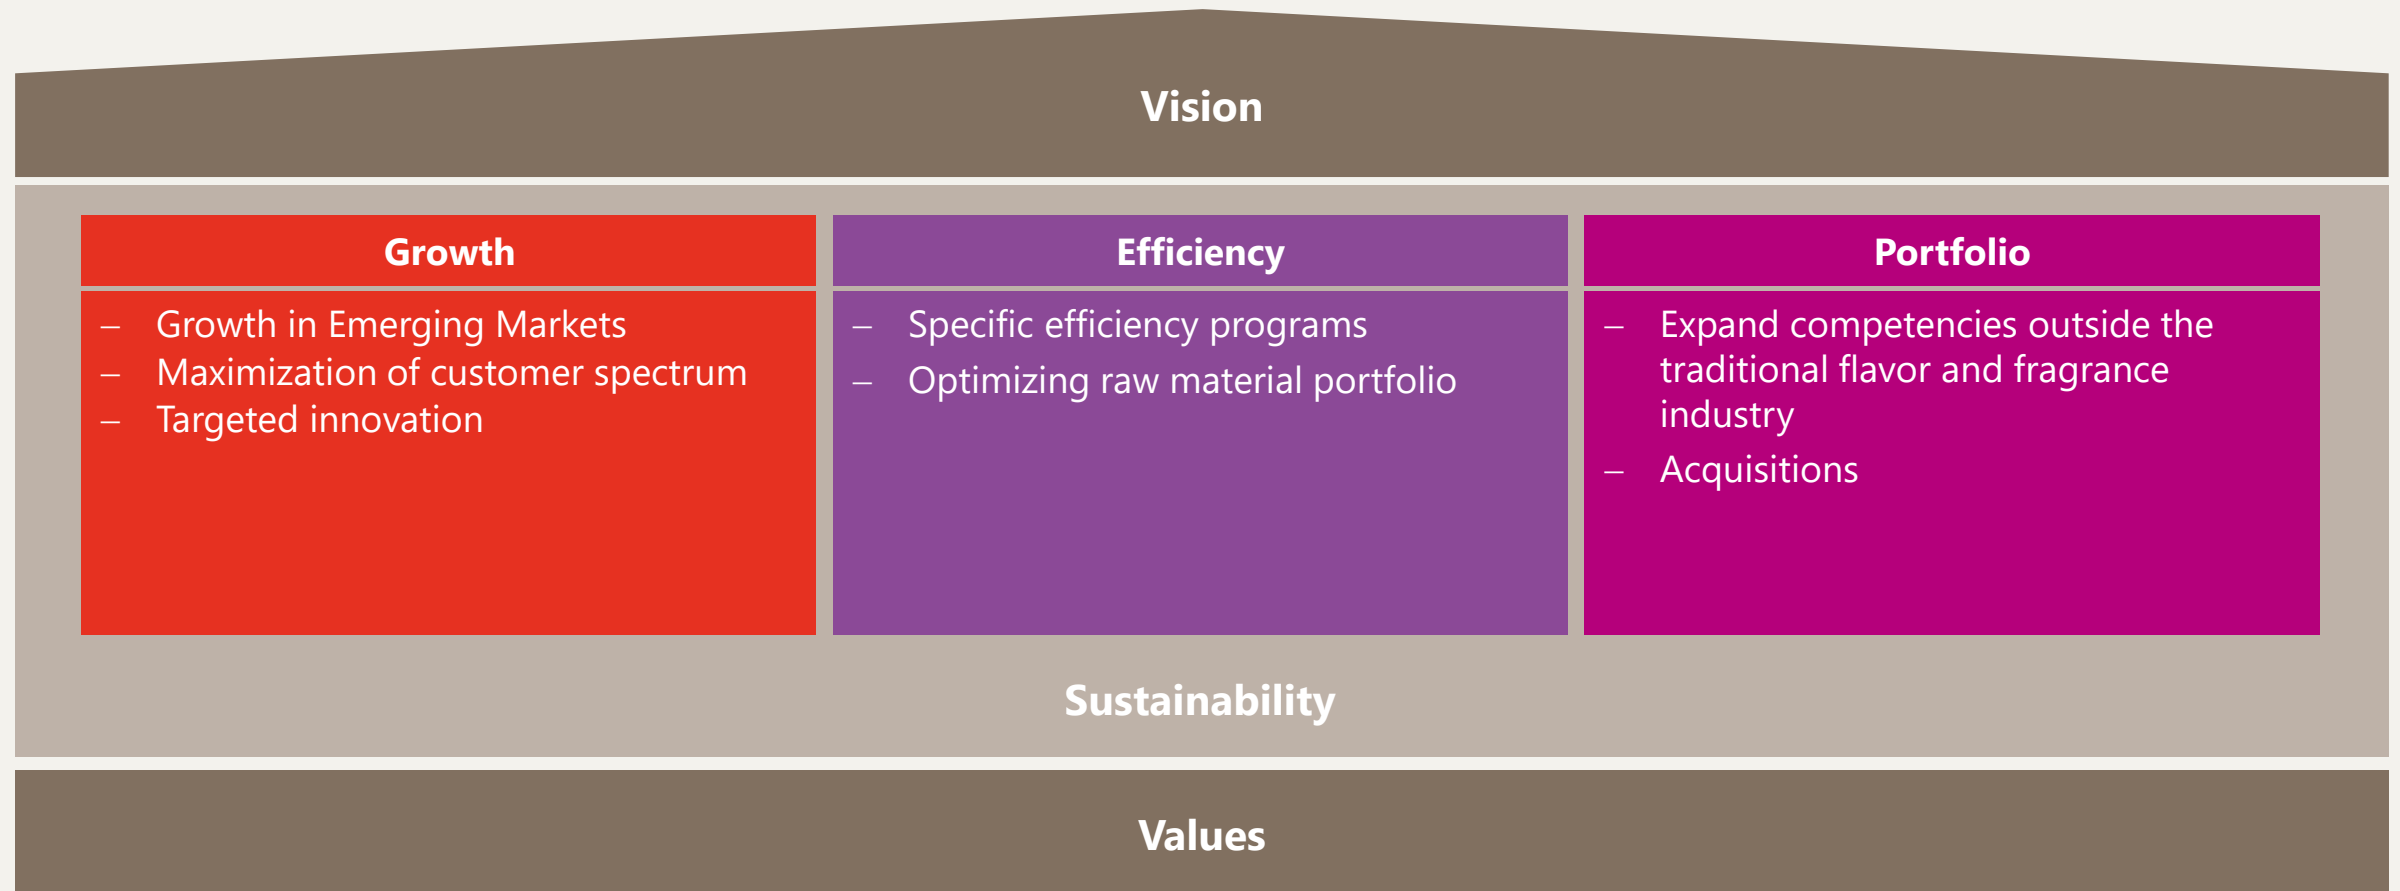 Vision
Growth
– Growth in Emerging Markets
– Maximization of customer spectrum
– Targeted innovation
Efficiency
– Specific efficiency programs
– Optimizing raw material portfolio
Portfolio
– Expand competencies outside the
traditional flavor and fragrance
industry
– Acquisitions
Sustainability
Values